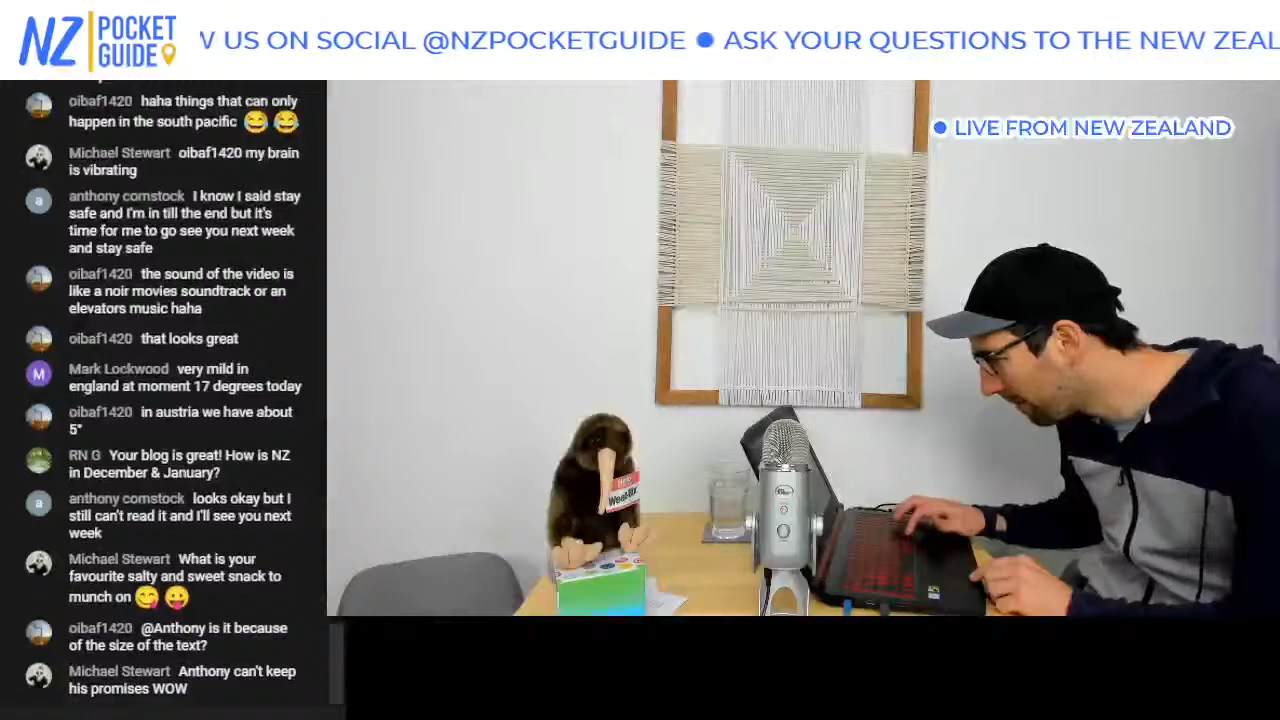 NZ POCKET GUIDE
W US ON SOCIAL @NZPOCKETGUIDE ● ASK YOUR QUESTIONS TO THE NEW ZEAL
● LIVE FROM NEW ZEALAND
oibaf1420 haha things that can only
happen in the south pacific 😂 😂
Michael Stewart oibaf1420 my brain
is vibrating
a
anthony comstock I know I said stay
safe and I'm in till the end but it's
time for me to go see you next week
and stay safe
oibaf1420 the sound of the video is
like a noir movies soundtrack or an
elevators music haha
oibaf1420 that looks great
M
Mark Lockwood very mild in
england at moment 17 degrees today
oibaf1420 in austria we have about
5°
RN G Your blog is great! How is NZ
in December & January?
a
anthony comstock looks okay but I
still can't read it and I'll see you next
week
Michael Stewart What is your
favourite salty and sweet snack to
munch on 😋 😛
oibaf1420 @Anthony is it because
of the size of the text?
Michael Stewart Anthony can't keep
his promises WOW